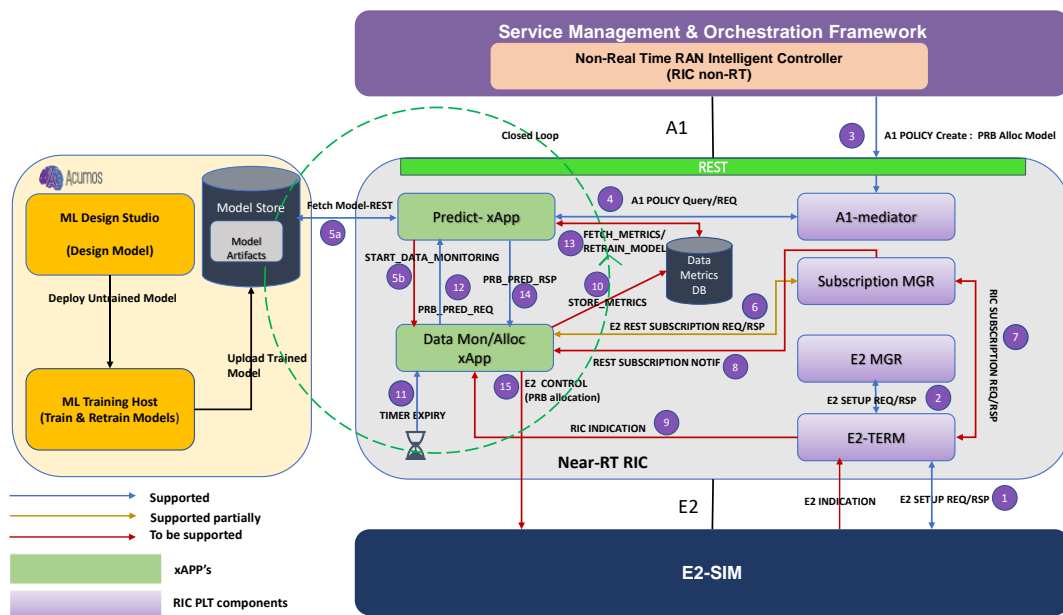 Service Management & Orchestration Framework
Non-Real Time RAN Intelligent Controller
(RIC non-RT)
A1
3
A1 POLICY Create : PRB Alloc Model
Closed Loop
REST
Acumos
ML Design Studio
(Design Model)
Model Store
Model
Artifacts
Fetch Model-REST
5a
Predict- xApp
4
A1 POLICY Query/REQ
A1-mediator
13
FETCH_METRICS/
RETRAIN_MODEL
START_DATA_MONITORING
5b
12
PRB_PRED_RSP
14
10
PRB_PRED_REQ
STORE_METRICS
Data
Metrics
DB
6
Subscription MGR
RIC SUBSCRIPTION REQ/RSP
7
Deploy Untrained Model
E2 REST SUBSCRIPTION REQ/RSP
Data Mon/Alloc
xApp
REST SUBSCRIPTION NOTIF
8
E2 MGR
Upload Trained
Model
11
15
E2 CONTROL
(PRB allocation)
E2 SETUP REQ/RSP
2
ML Training Host
(Train & Retrain Models)
TIMER EXPIRY
RIC INDICATION
9
E2-TERM
Near-RT RIC
E2
E2 INDICATION
E2 SETUP REQ/RSP
1
Supported
Supported partially
To be supported
xAPP's
RIC PLT components
E2-SIM